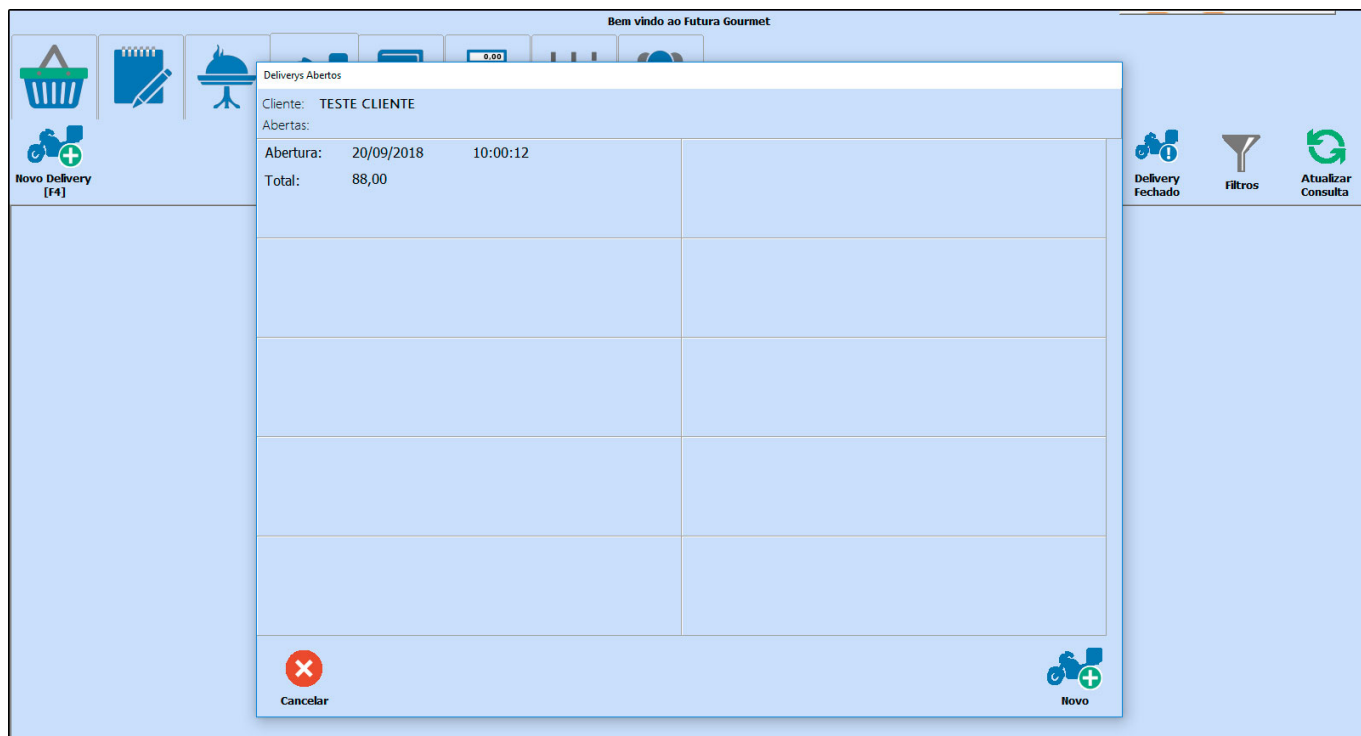 Bem vindo ao Futura Gourmet
0,00
Deliverys Abertos
Cliente: TESTE CLIENTE
Abertas:
Abertura: 20/09/2018 10:00:12
Total: 88,00
Novo Delivery
[F4]
Delivery
Fechado
Filtros
Atualizar
Consulta
Cancelar
Novo